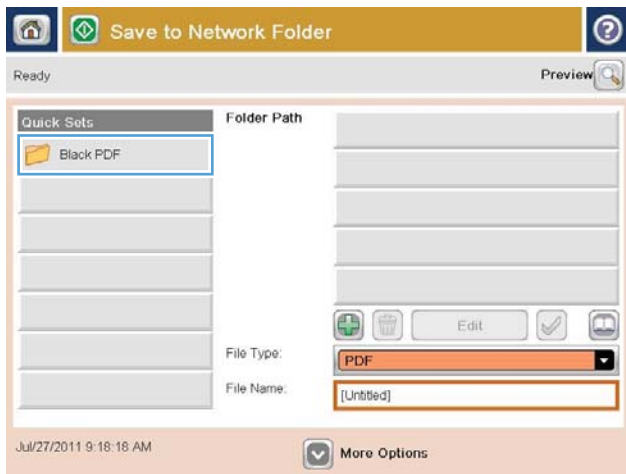 Save to Network Folder
Ready
Preview
Quick Sets
Folder Path
Black PDF
Edit
File Type:
PDF
File Name:
[Untitled]
Jul/27/2011 9:18:18 AM
More Options